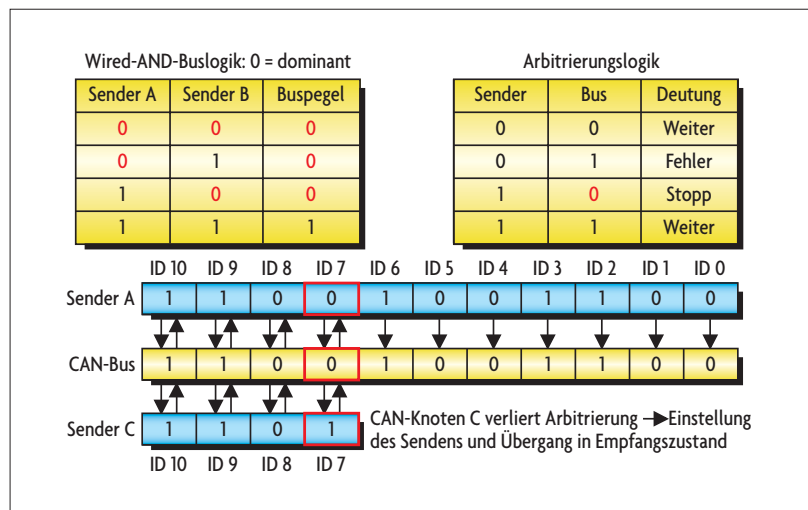 Wired-AND-Buslogik: 0 = dominant
Sender A Sender B Buspegel
0 0 0
0 1 0
1 0 0
1 1 1
Arbitrierungslogik
Sender Bus Deutung
0 0 Weiter
0 1 Fehler
1 0 Stopp
1 1 Weiter
ID 10 ID 9 ID 8 ID 7 ID 6 ID 5 ID 4 ID 3 ID 2 ID 1 ID 0
Sender A 1 1 0 0 1 0 0 1 1 0 0
CAN-Bus 1 1 0 0 1 0 0 1 1 0 0
Sender C 1 1 0 1
CAN-Knoten C verliert Arbitrierung → Einstellung
des Sendens und Übergang in Empfangszustand
ID 10 ID 9 ID 8 ID 7